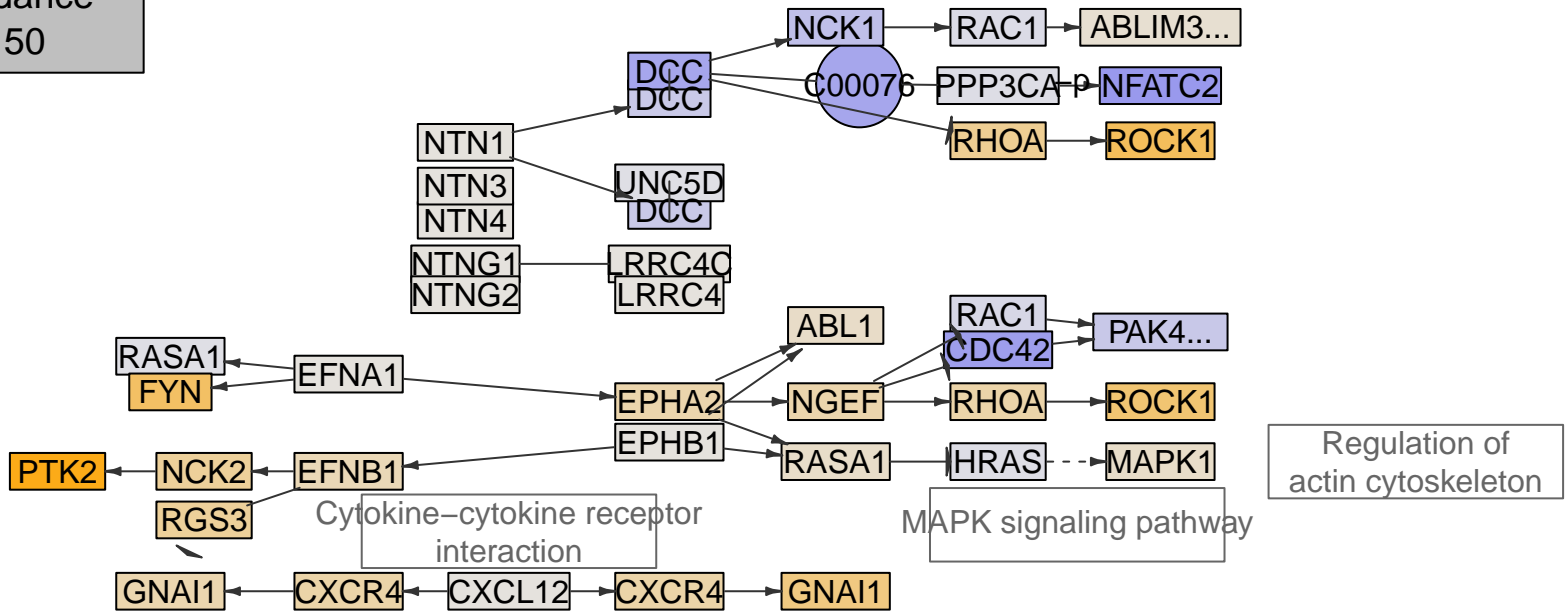 50
NCK1
RAC1
ABLIM3...
DCC
DCC
C00076
PPP3CA
–p
NFATC2
NTN1
RHOA
ROCK1
NTN3
UNC5D
NTN4
DCC
NTNG1
LRRC4C
NTNG2
LRRC4
RAC1
ABL1
PAK4...
RASA1
CDC42
EFNA1
FYN
EPHA2
NGEF
RHOA
ROCK1
EPHB1
PTK2
NCK2
EFNB1
RASA1
HRAS
MAPK1
Regulation of
actin cytoskeleton
RGS3
Cytokine–cytokine receptor
interaction
MAPK signaling pathway
GNAI1
CXCR4
CXCL12
CXCR4
GNAI1